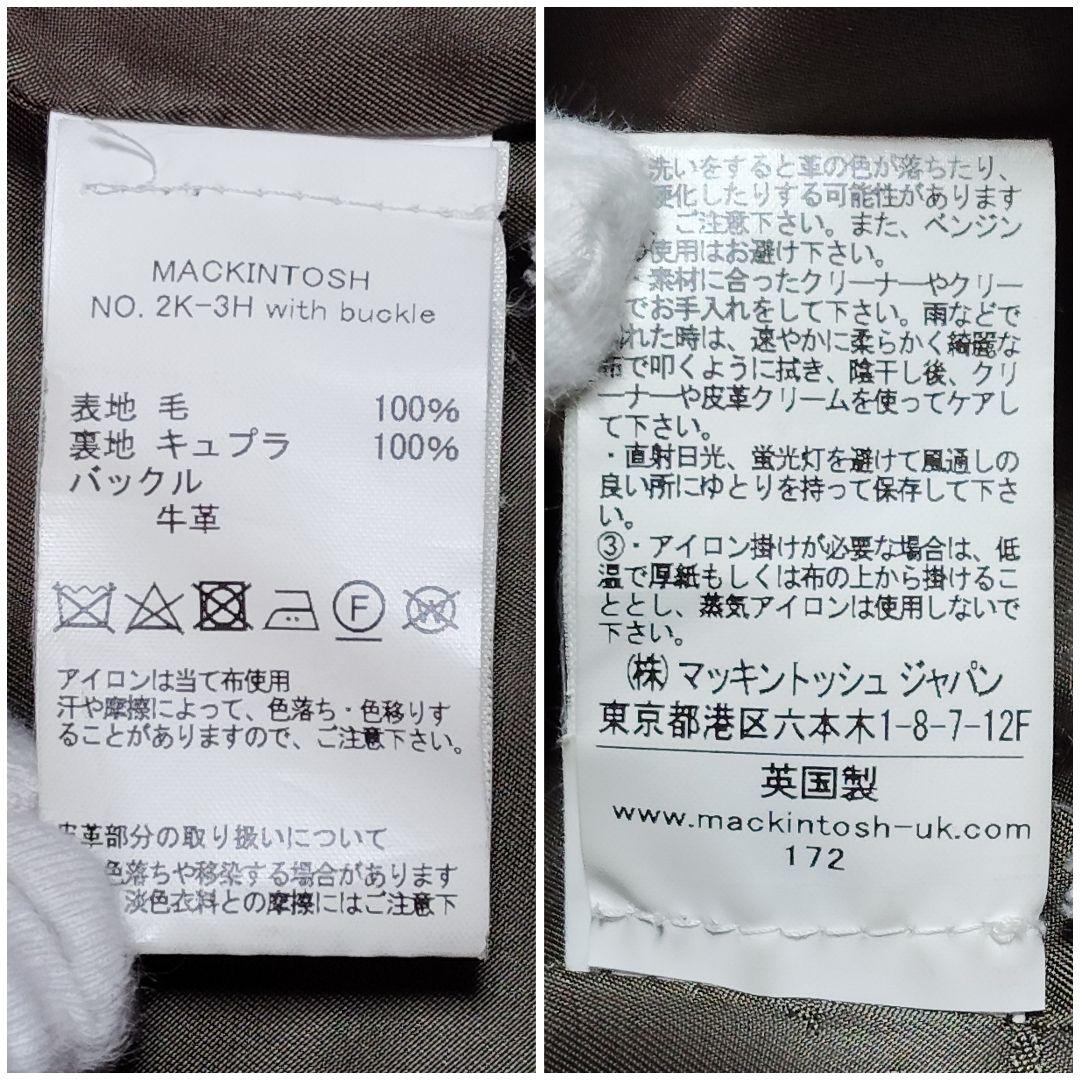 MACKINTOSH
NO. 2K-3H with buckle
表地 毛 100%
裏地 キュプラ 100%
バックル
牛革
F
W
アイロンは当て布使用
汗や摩擦によって、色落ち・色移りす
ることがありますので、ご注意下さい。
皮革部分の取り扱いについて
色落ちや移染する場合があります
淡色衣料との摩擦にはご注意下
洗いをすると革の色が落ちたり、
硬化したりする可能性があります
ご注意下さい。また、ベンジン
使用はお避け下さい。
素材に合ったクリーナーやクリー
でお手入れをして下さい。雨などで
れた時は、速やかに柔らかく綺麗な
布で叩くように拭き、陰干し後、クリ
ーナーや皮革クリームを使ってケアし
て下さい。
・直射日光、蛍光灯を避けて風通しの
良い所にゆとりを持って保存して下さ
い。
③・アイロン掛けが必要な場合は、低
温で厚紙もしくは布の上から掛けるこ
ととし、蒸気アイロンは使用しないで
下さい。
㈱マッキントッシュ ジャパン
東京都港区六本木1-8-7-12F
英国製
www.mackintosh-uk.com
172